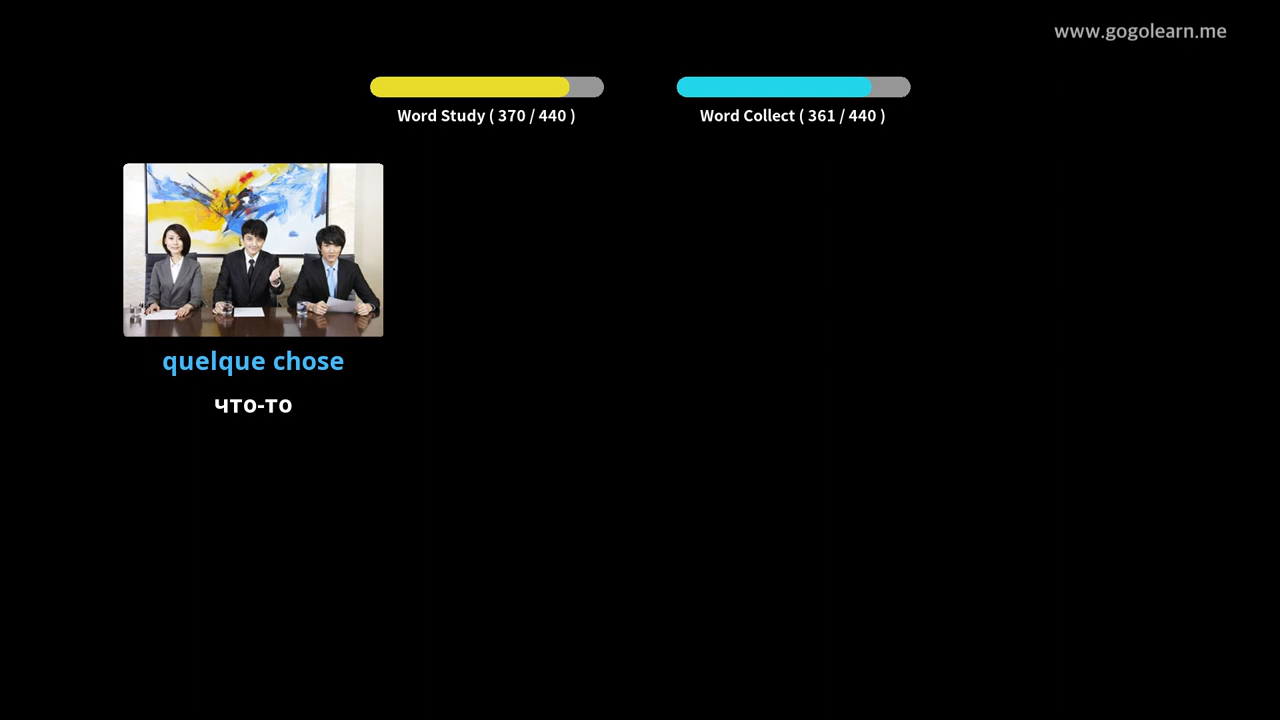 www.gogolearn.me
Word Study ( 370 / 440 )
Word Collect ( 361 / 440 )
quelque chose
что-то